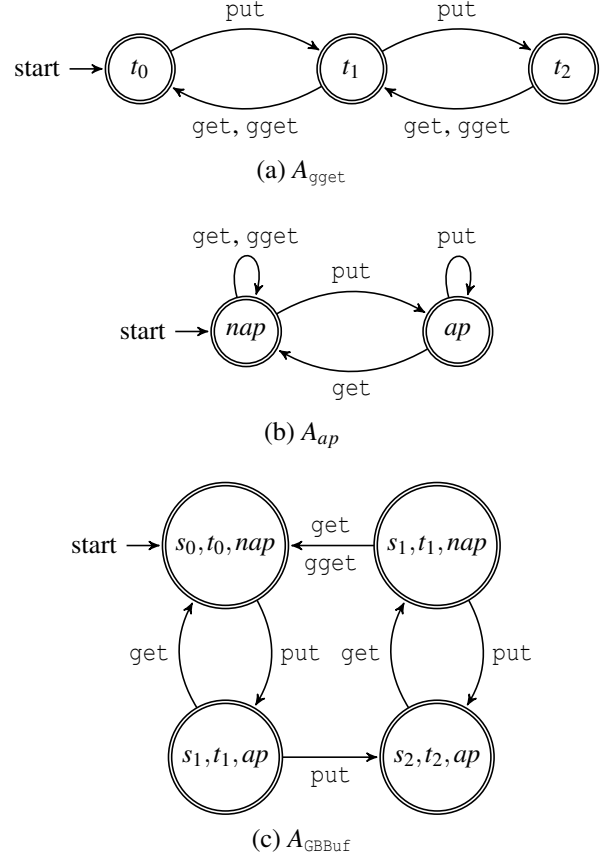 put put
start t0 t1 t2
get, gget get, gget
(a) Agget
get, gget put
put
start nap ap
get
(b) Aap
get
start s0,t0,nap s1,t1,nap
gget
get put get put
s1,t1,ap s2,t2,ap
put
(c) AGBBuf